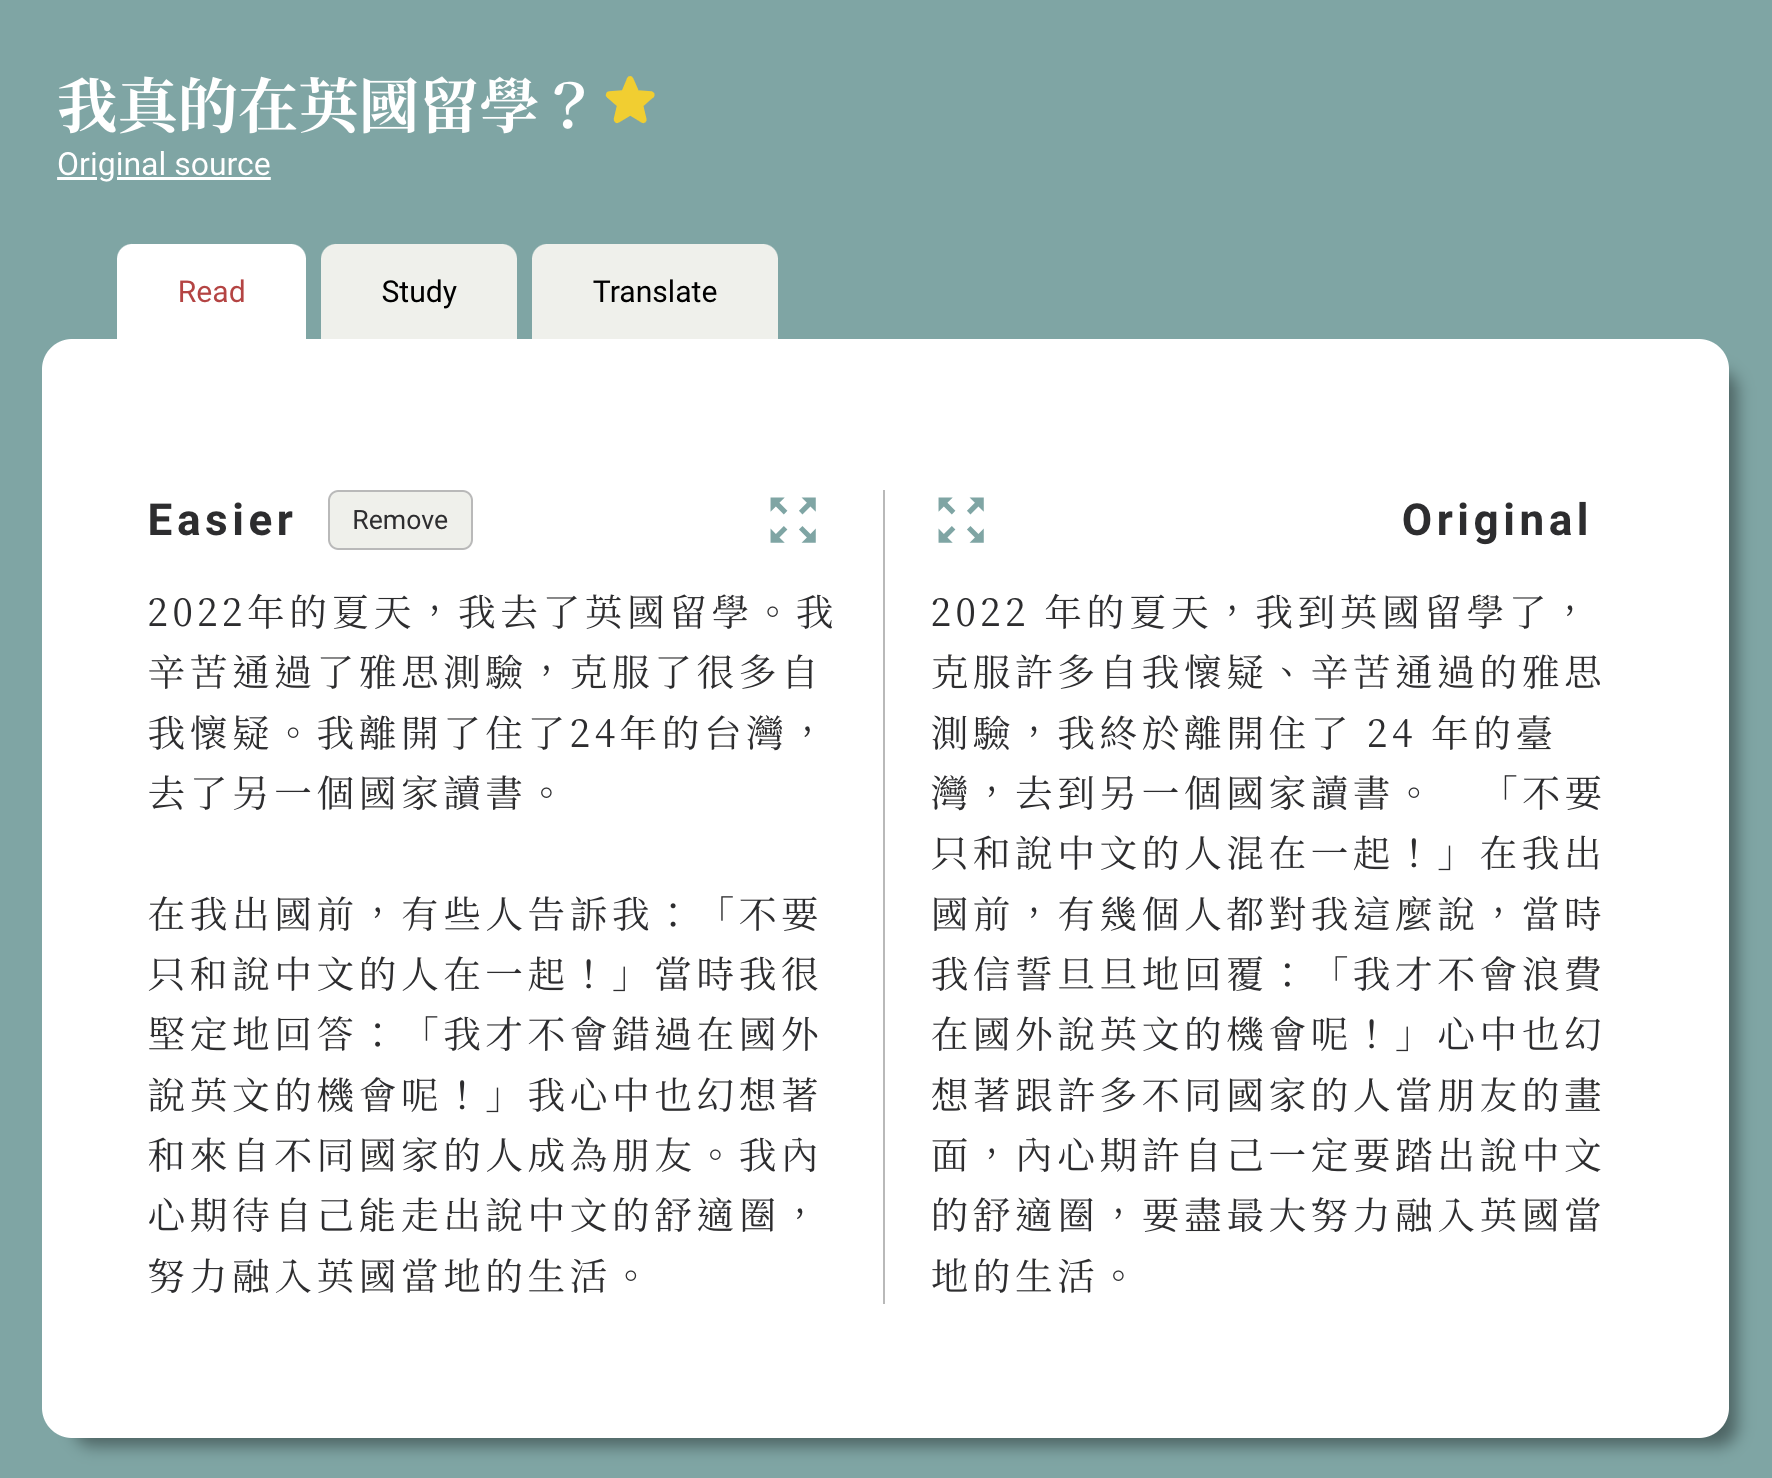 我真的在英國留學？
Original source
Read
Study
Translate
Easier
Remove
2022年的夏天，我去了英國留學。我
辛苦通過了雅思測驗，克服了很多自
我懷疑。我離開了住了24年的台灣，
去了另一個國家讀書。
在我出國前，有些人告訴我：「不要
只和說中文的人在一起！」當時我很
堅定地回答：「我才不會錯過在國外
說英文的機會呢！」我心中也幻想著
和來自不同國家的人成為朋友。我內
心期待自己能走出說中文的舒適圈，
努力融入英國當地的生活。
Original
2022 年的夏天，我到英國留學了，
克服許多自我懷疑、辛苦通過的雅思
測驗，我終於離開住了 24 年的臺
灣，去到另一個國家讀書。　「不要
只和說中文的人混在一起！」在我出
國前，有幾個人都對我這麼說，當時
我信誓旦旦地回覆：「我才不會浪費
在國外說英文的機會呢！」心中也幻
想著跟許多不同國家的人當朋友的畫
面，內心期許自己一定要踏出說中文
的舒適圈，要盡最大努力融入英國當
地的生活。